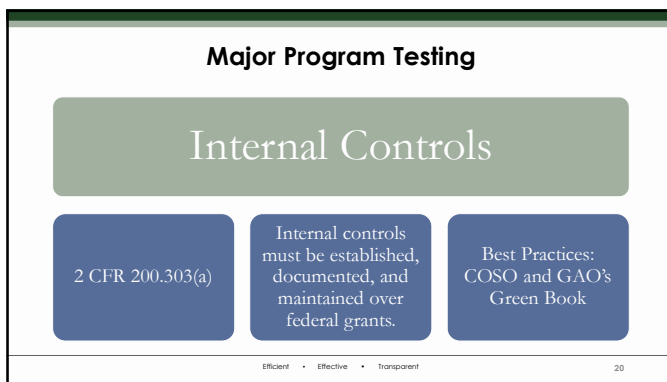 Major Program Testing
Internal Controls
2 CFR 200.303(a)
Internal controls
must be established,
documented, and
maintained over
federal grants.
Best Practices:
COSO and GAO's
Green Book
Efficient • Effective • Transparent
20